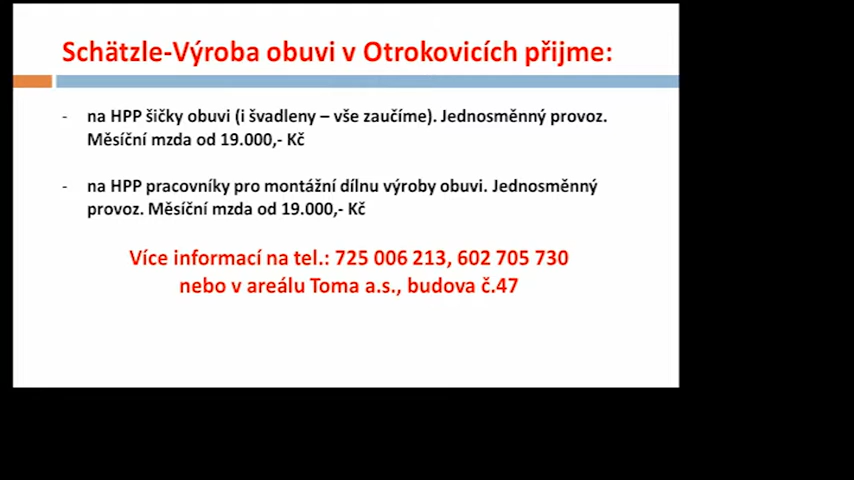 Schätzle-Výroba obuvi v Otrokovicích přijme:
- na HPP šičky obuvi (i švadleny – vše zaučíme). Jednosměnný provoz.
Měsíční mzda od 19.000,- Kč
- na HPP pracovníky pro montážní dílnu výroby obuvi. Jednosměnný
provoz. Měsíční mzda od 19.000,- Kč
Více informací na tel.: 725 006 213, 602 705 730
nebo v areálu Toma a.s., budova č.47